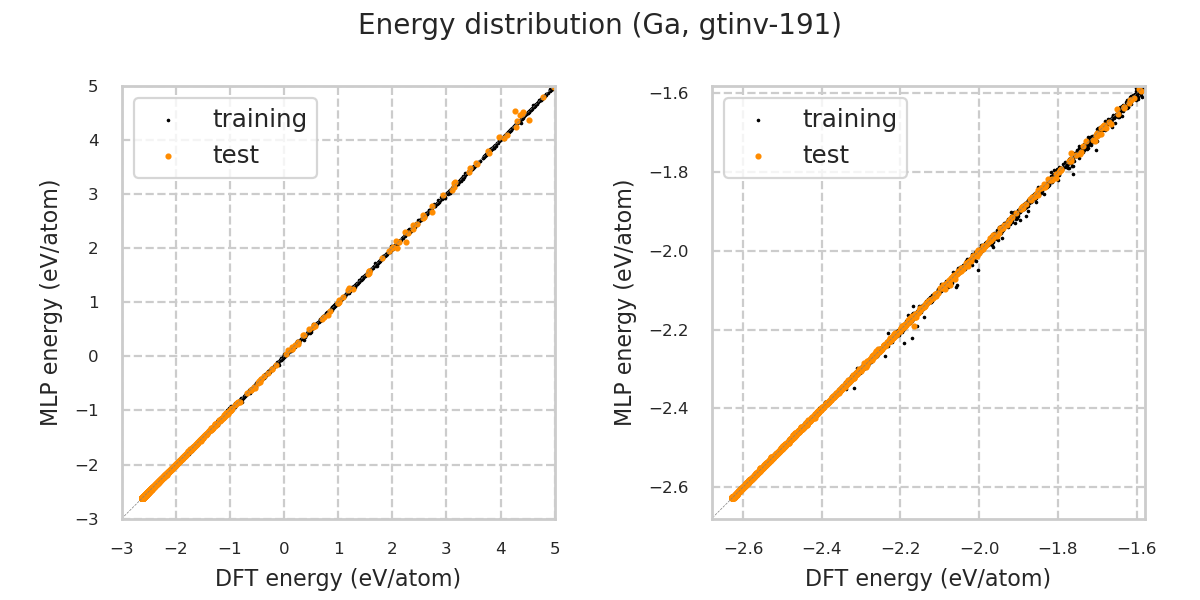 Energy distribution (Ga, gtinv-191)
MLP energy (eV/atom)
5
4
3
2
1
0
−1
−2
−3
training
test
−3 −2 −1 0 1 2 3 4 5
DFT energy (eV/atom)
MLP energy (eV/atom)
−1.6
−1.8
−2.0
−2.2
−2.4
−2.6
training
test
−2.6 −2.4 −2.2 −2.0 −1.8 −1.6
DFT energy (eV/atom)